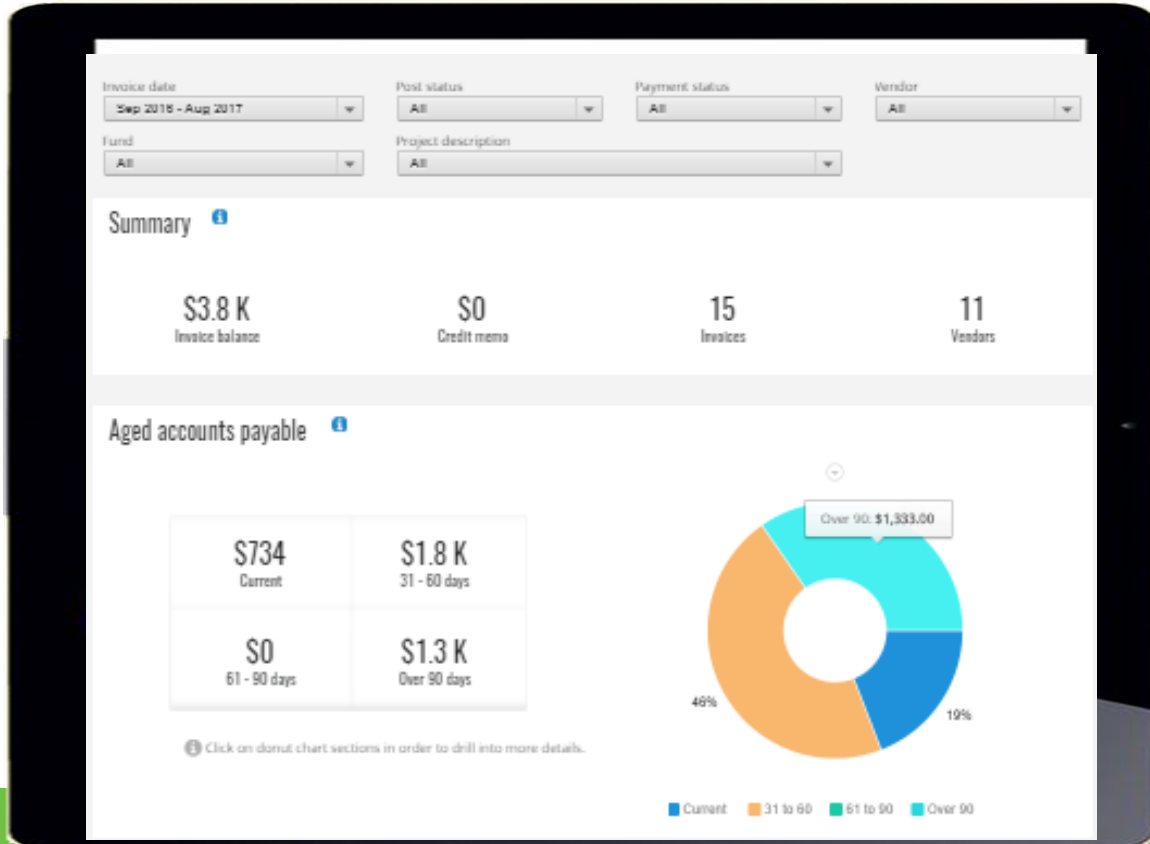 Invoice date Post status Payment status Vendor
Sep 2016 - Aug 2017 All All All
Fund Project description
All All
Summary
$3.8 K $0 15 11
Invoice balance Credit memo Invoices Vendors
Aged accounts payable
Over 90: $1,333.00
$734 $1.8 K
Current 31 - 60 days
$0 $1.3 K
61 - 90 days Over 90 days
46%
19%
Click on donut chart sections in order to drill into more details.
Current 31 to 60 61 to 90 Over 90